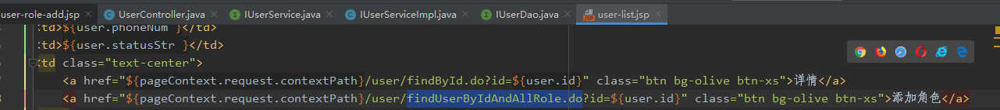 user-role-add.jsp UserController.java IUserService.java IUserServiceImpl.java IUserDao.java user-list.jsp
<td>${user.phoneNum }</td>
<td>${user.statusStr }</td>
<td class="text-center">
<a href="${pageContext.request.contextPath}/user/findById.do?id=${user.id}" class="btn bg-olive btn-xs">详情</a>
<a href="${pageContext.request.contextPath}/user/findUserByIdAndAllRole.do?id=${user.id}" class="btn bg-olive btn-xs">添加角色</a>